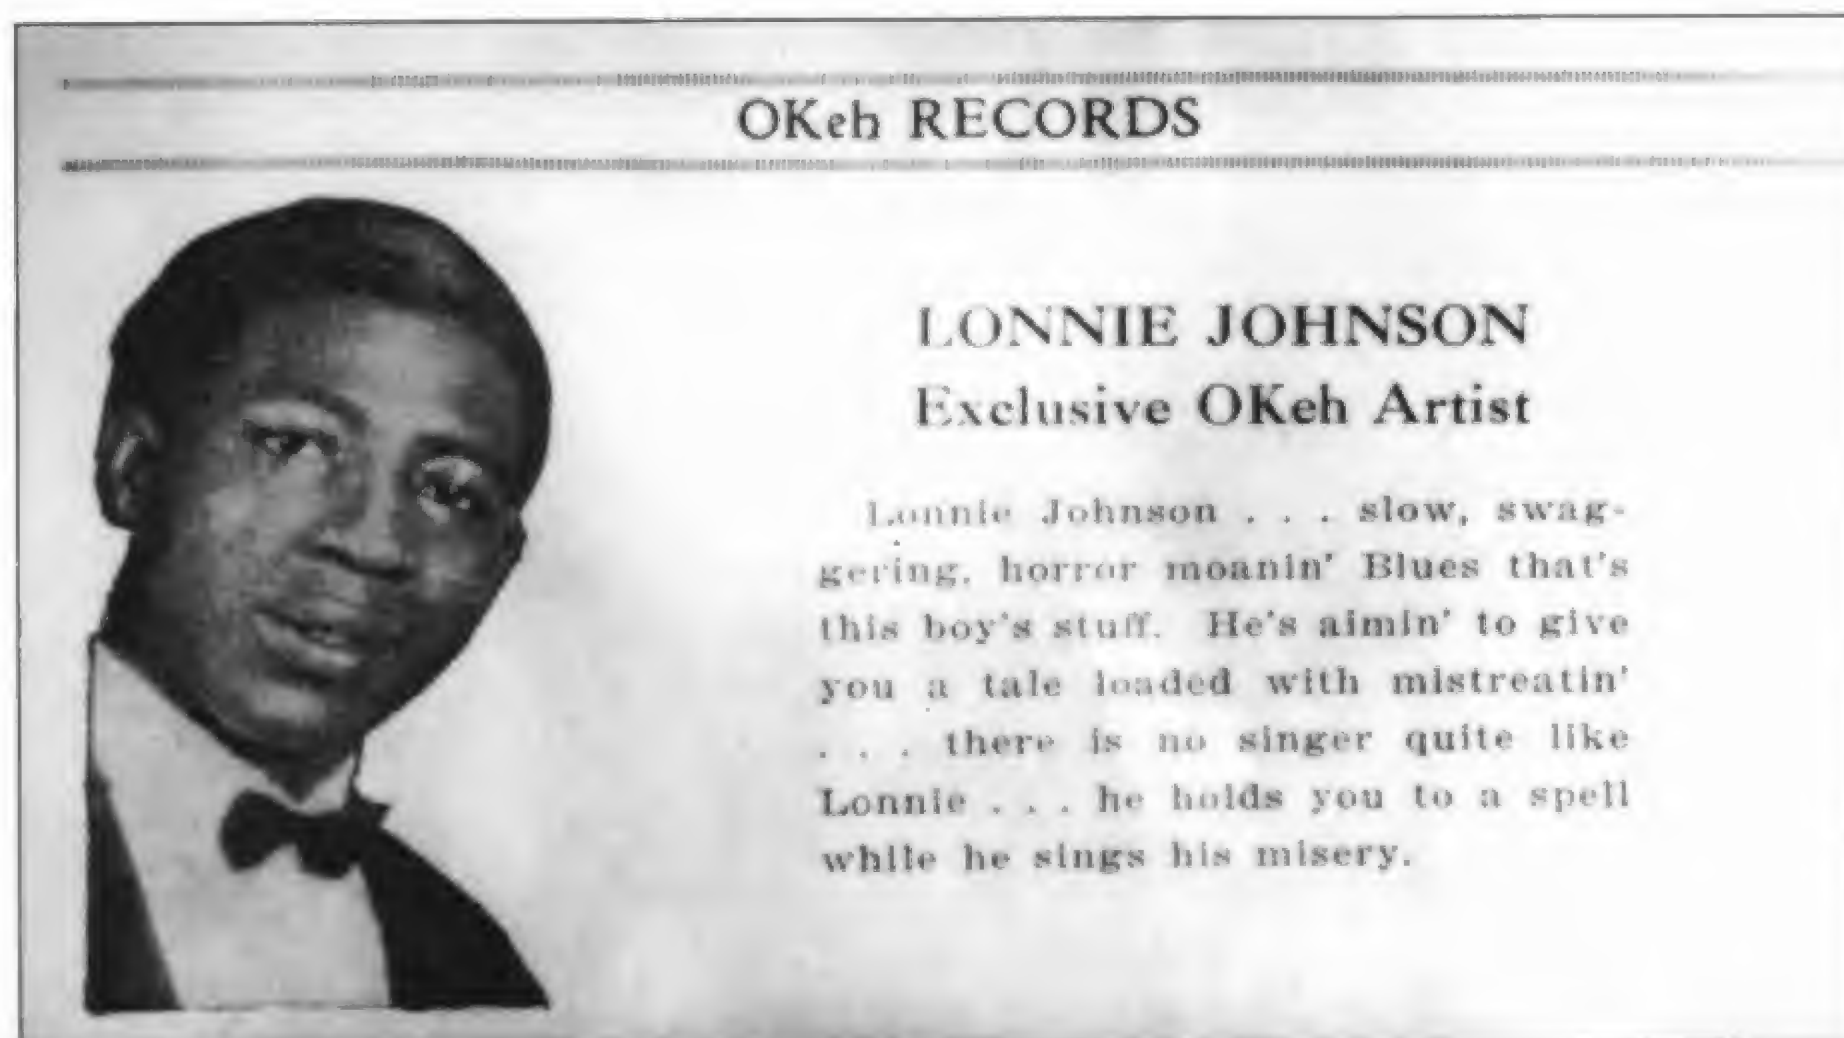 OKeh RECORDS
LONNIE JOHNSON
Exclusive OKeh Artist
Lonnie Johnson . . . slow, swag-
gering, horror moanin' Blues that's
this boy's stuff. He's aimin' to give
you a tale loaded with mistreatin'
. . . there is no singer quite like
Lonnie . . . he holds you to a spell
while he sings his misery.